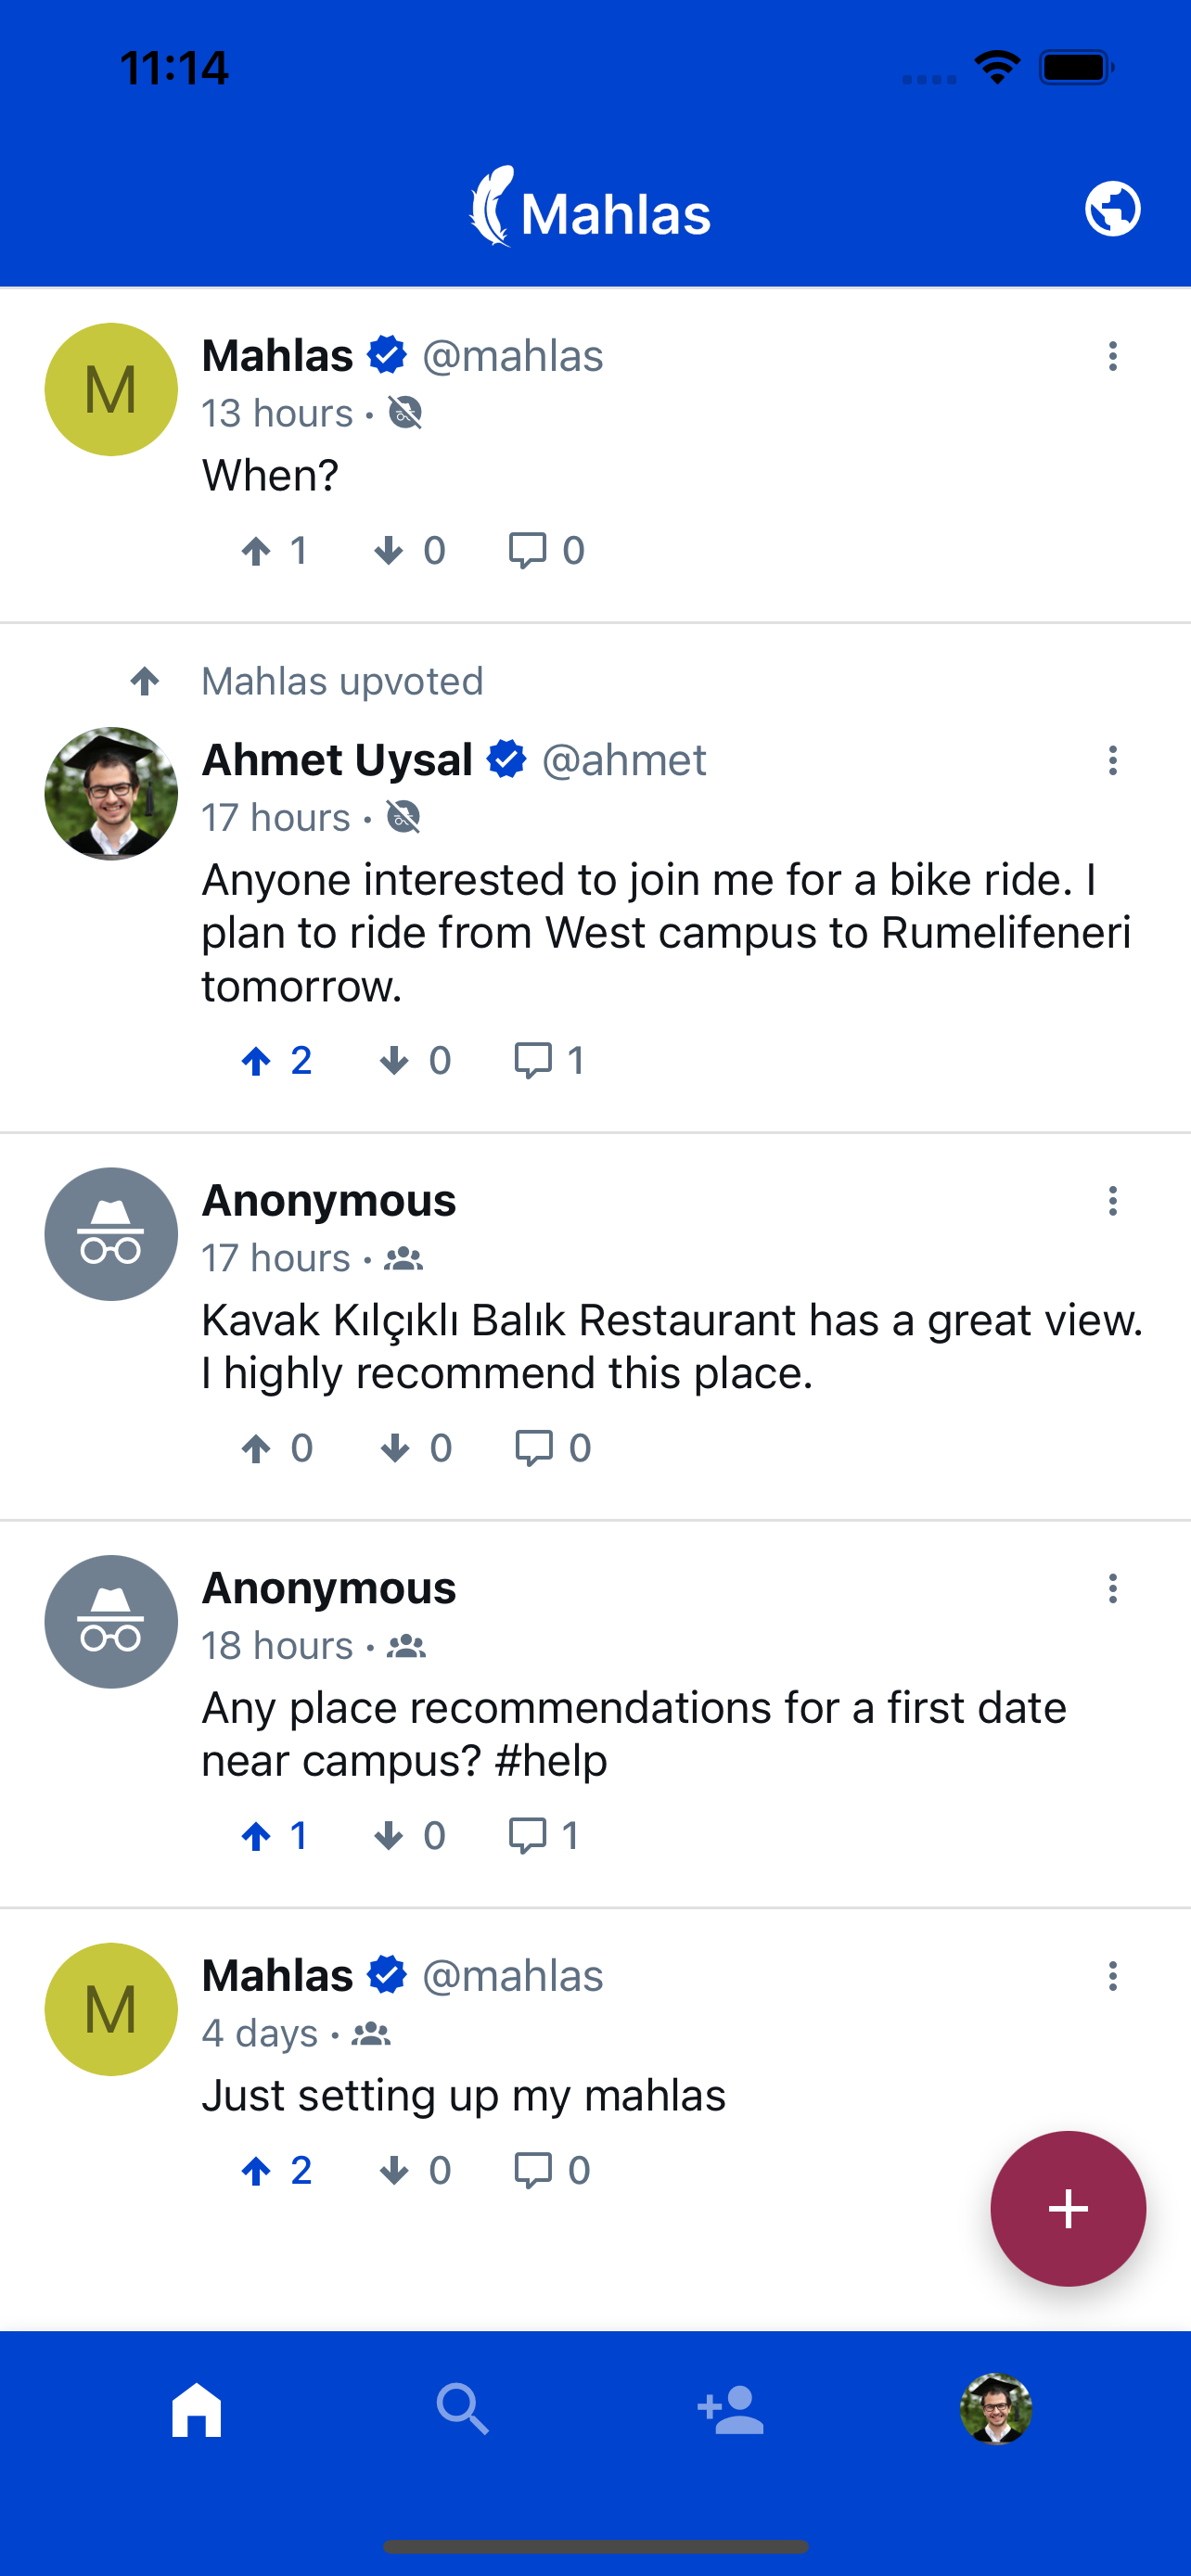 11:14
Mahlas
M
Mahlas @mahlas
13 hours •
When?
1 0 0
Mahlas upvoted
Ahmet Uysal @ahmet
17 hours •
Anyone interested to join me for a bike ride. I
plan to ride from West campus to Rumelifeneri
tomorrow.
2 0 1
Anonymous
17 hours •
Kavak Kılçıklı Balık Restaurant has a great view.
I highly recommend this place.
0 0 0
Anonymous
18 hours •
Any place recommendations for a first date
near campus? #help
1 0 1
M
Mahlas @mahlas
4 days •
Just setting up my mahlas
2 0 0